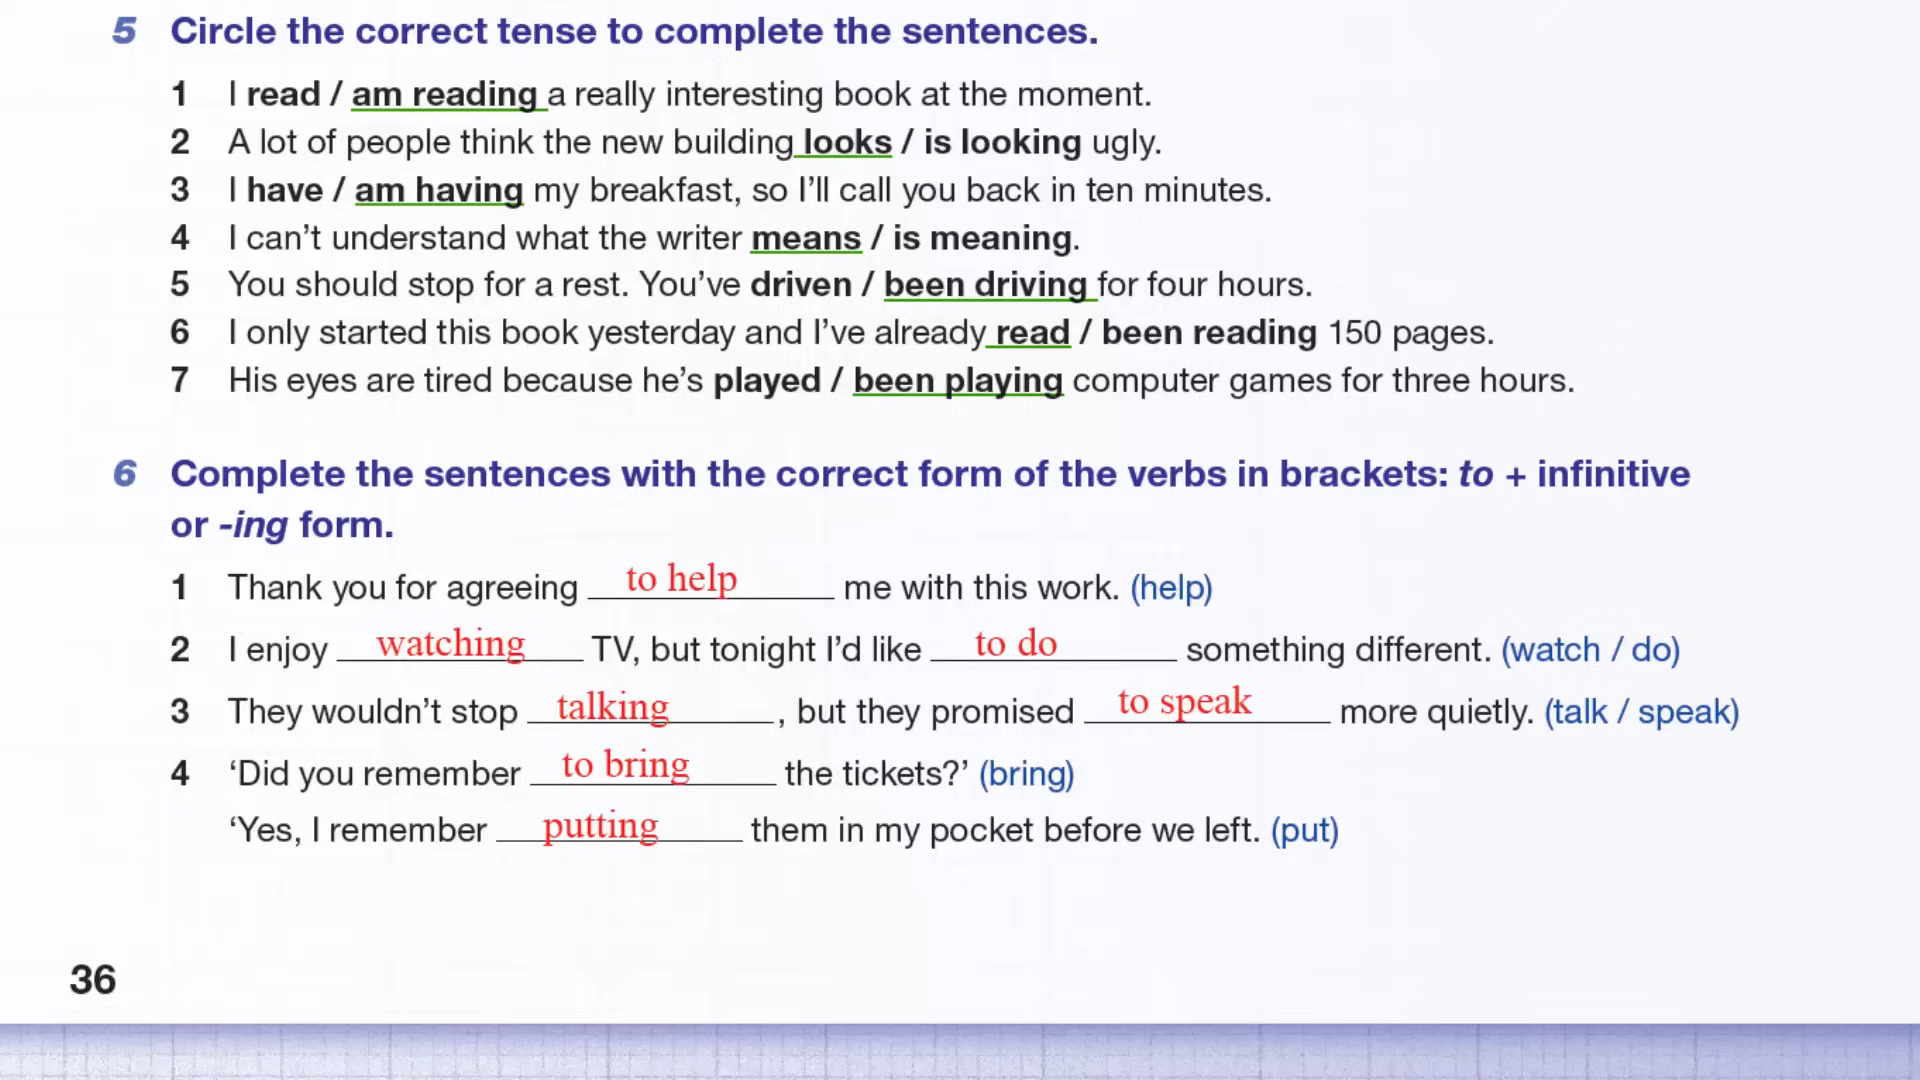 5 Circle the correct tense to complete the sentences.
1 I read / am reading a really interesting book at the moment.
2 A lot of people think the new building looks / is looking ugly.
3 I have / am having my breakfast, so I’ll call you back in ten minutes.
4 I can’t understand what the writer means / is meaning.
5 You should stop for a rest. You’ve driven / been driving for four hours.
6 I only started this book yesterday and I’ve already read / been reading 150 pages.
7 His eyes are tired because he’s played / been playing computer games for three hours.
6 Complete the sentences with the correct form of the verbs in brackets: to + infinitive
or -ing form.
1 Thank you for agreeing to help me with this work. (help)
2 I enjoy watching TV, but tonight I’d like to do something different. (watch / do)
3 They wouldn’t stop talking, but they promised to speak more quietly. (talk / speak)
4 ‘Did you remember to bring the tickets?’ (bring)
‘Yes, I remember putting them in my pocket before we left. (put)
36